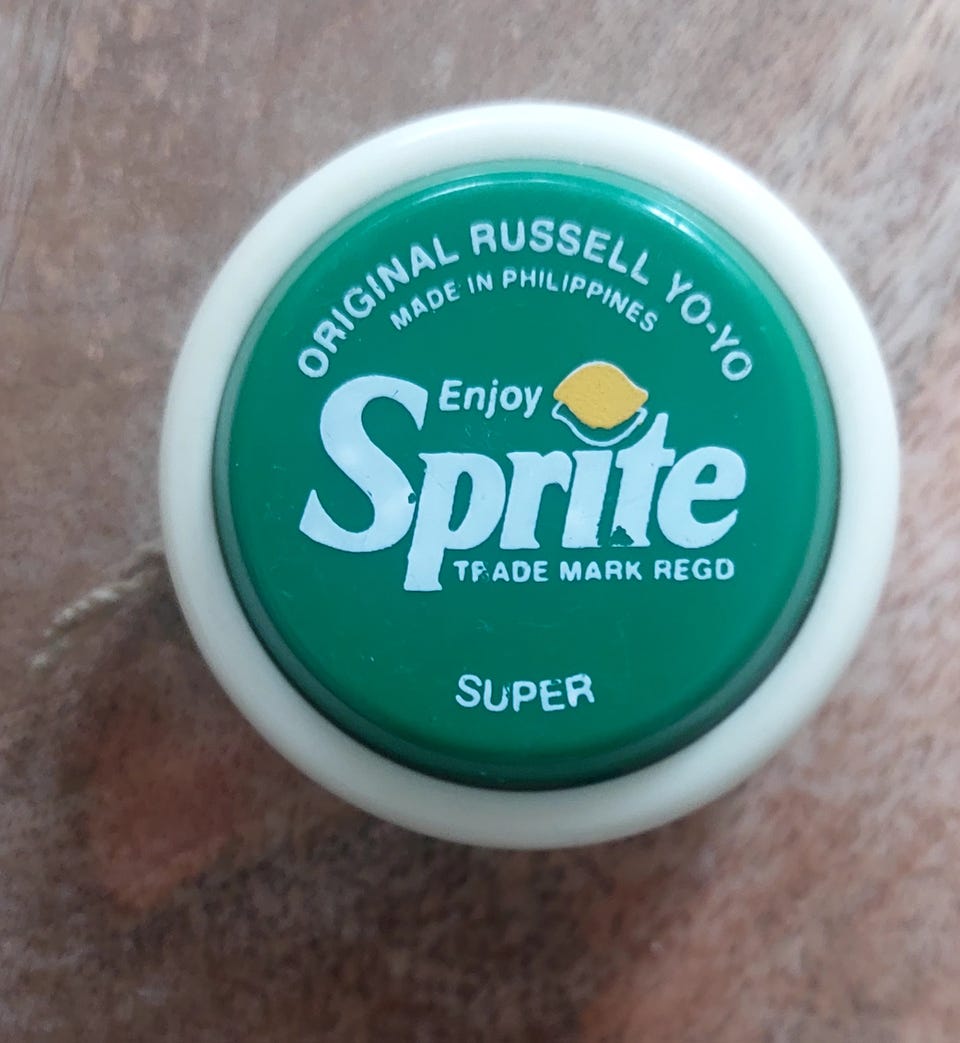 ORIGINAL RUSSELL YO-YO
MADE IN PHILIPPINES
Enjoy
Sprite
TRADE MARK REGD
SUPER